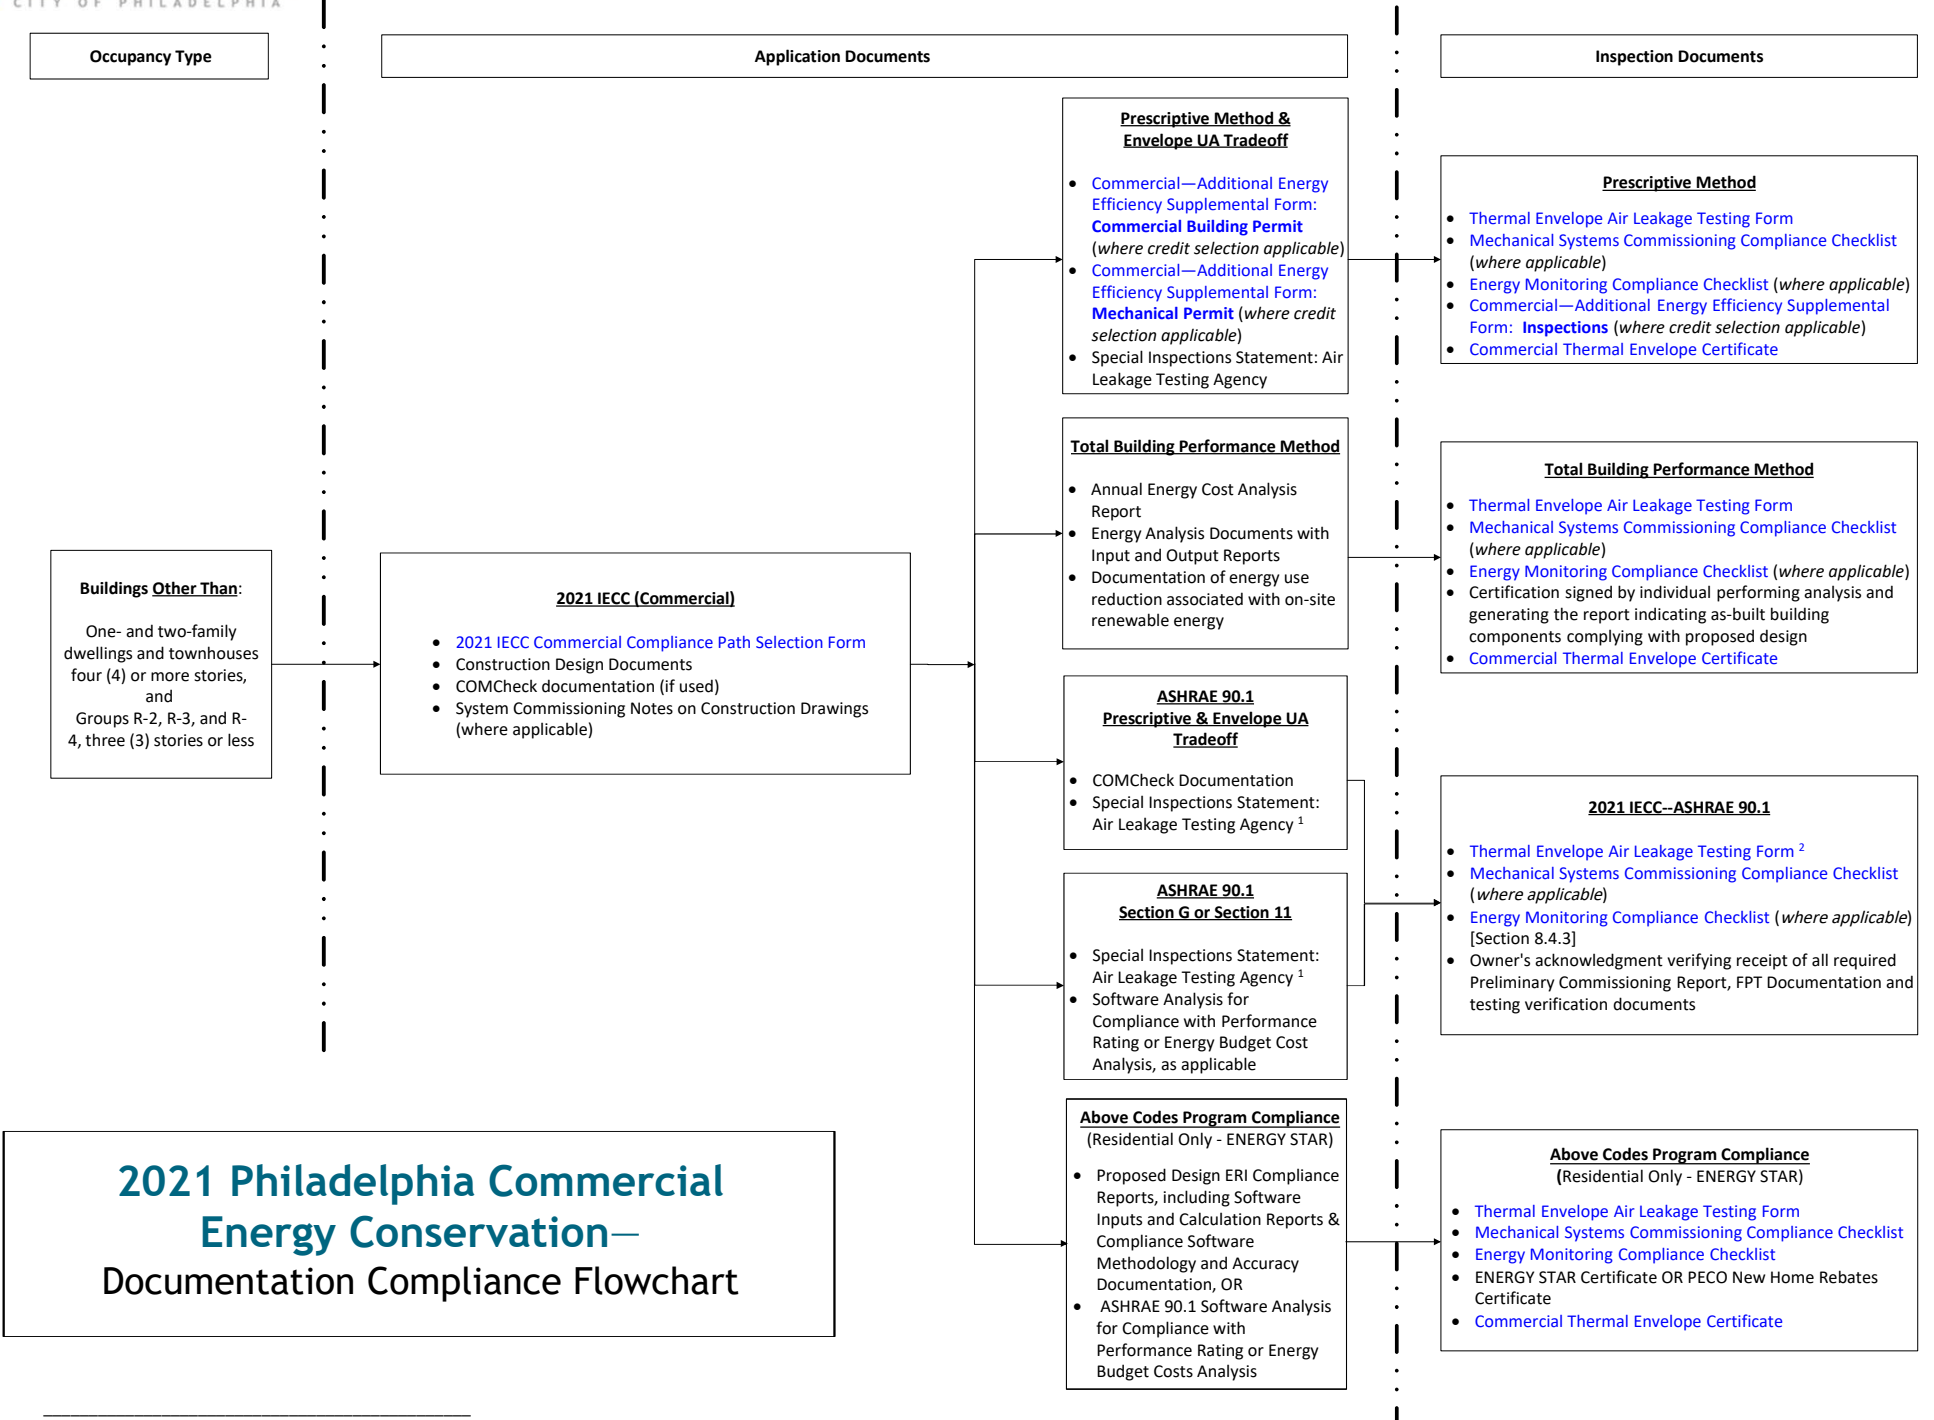 CITY OF PHILADELPHIA
Occupancy Type
Application Documents
Inspection Documents
Buildings Other Than:
One- and two-family
dwellings and townhouses
four (4) or more stories,
and
Groups R-2, R-3, and R-
4, three (3) stories or less
2021 IECC (Commercial)
• 2021 IECC Commercial Compliance Path Selection Form
• Construction Design Documents
• COMCheck documentation (if used)
• System Commissioning Notes on Construction Drawings
(where applicable)
Prescriptive Method &
Envelope UA Tradeoff
• Commercial—Additional Energy
Efficiency Supplemental Form:
Commercial Building Permit
(where credit selection applicable)
• Commercial—Additional Energy
Efficiency Supplemental Form:
Mechanical Permit (where credit
selection applicable)
• Special Inspections Statement: Air
Leakage Testing Agency
Total Building Performance Method
• Annual Energy Cost Analysis
Report
• Energy Analysis Documents with
Input and Output Reports
• Documentation of energy use
reduction associated with on-site
renewable energy
ASHRAE 90.1
Prescriptive & Envelope UA
Tradeoff
• COMCheck Documentation
• Special Inspections Statement:
Air Leakage Testing Agency 1
ASHRAE 90.1
Section G or Section 11
• Special Inspections Statement:
Air Leakage Testing Agency 1
• Software Analysis for
Compliance with Performance
Rating or Energy Budget Cost
Analysis, as applicable
Above Codes Program Compliance
(Residential Only - ENERGY STAR)
• Proposed Design ERI Compliance
Reports, including Software
Inputs and Calculation Reports &
Compliance Software
Methodology and Accuracy
Documentation, OR
• ASHRAE 90.1 Software Analysis
for Compliance with
Performance Rating or Energy
Budget Costs Analysis
Prescriptive Method
• Thermal Envelope Air Leakage Testing Form
• Mechanical Systems Commissioning Compliance Checklist
(where applicable)
• Energy Monitoring Compliance Checklist (where applicable)
• Commercial—Additional Energy Efficiency Supplemental
Form: Inspections (where credit selection applicable)
• Commercial Thermal Envelope Certificate
Total Building Performance Method
• Thermal Envelope Air Leakage Testing Form
• Mechanical Systems Commissioning Compliance Checklist
(where applicable)
• Energy Monitoring Compliance Checklist (where applicable)
• Certification signed by individual performing analysis and
generating the report indicating as-built building
components complying with proposed design
• Commercial Thermal Envelope Certificate
2021 IECC--ASHRAE 90.1
• Thermal Envelope Air Leakage Testing Form 2
• Mechanical Systems Commissioning Compliance Checklist
(where applicable)
• Energy Monitoring Compliance Checklist (where applicable)
[Section 8.4.3]
• Owner's acknowledgment verifying receipt of all required
Preliminary Commissioning Report, FPT Documentation and
testing verification documents
Above Codes Program Compliance
(Residential Only - ENERGY STAR)
• Thermal Envelope Air Leakage Testing Form
• Mechanical Systems Commissioning Compliance Checklist
• Energy Monitoring Compliance Checklist
• ENERGY STAR Certificate OR PECO New Home Rebates
Certificate
• Commercial Thermal Envelope Certificate
2021 Philadelphia Commercial
Energy Conservation—
Documentation Compliance Flowchart